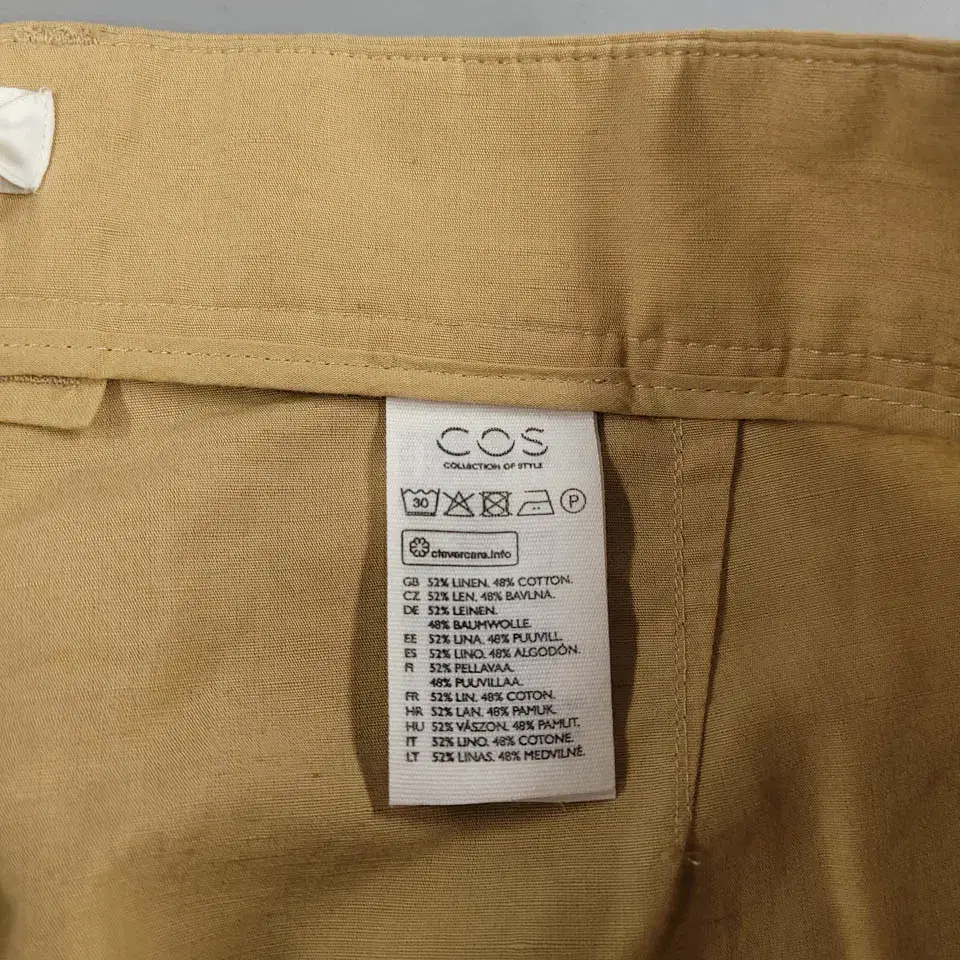 COS
COLLECTION OF STYLE
30 P
clevercare.info
GB 52% LINEN. 48% COTTON.
CZ 52% LEN. 48% BAVLNA.
DE 52% LEINEN.
48% BAUMWOLLE.
EE 52% LINA. 48% PUUVILL.
ES 52% LINO. 48% ALGODÓN.
FI 52% PELLAVAA.
48% PUUVILLAA.
FR 52% LIN. 48% COTON.
HR 52% LAN. 48% PAMUK.
HU 52% VÁSZON. 48% PAMUT.
IT 52% LINO. 48% COTONE.
LT 52% LINAS. 48% MEDVILNĖ.